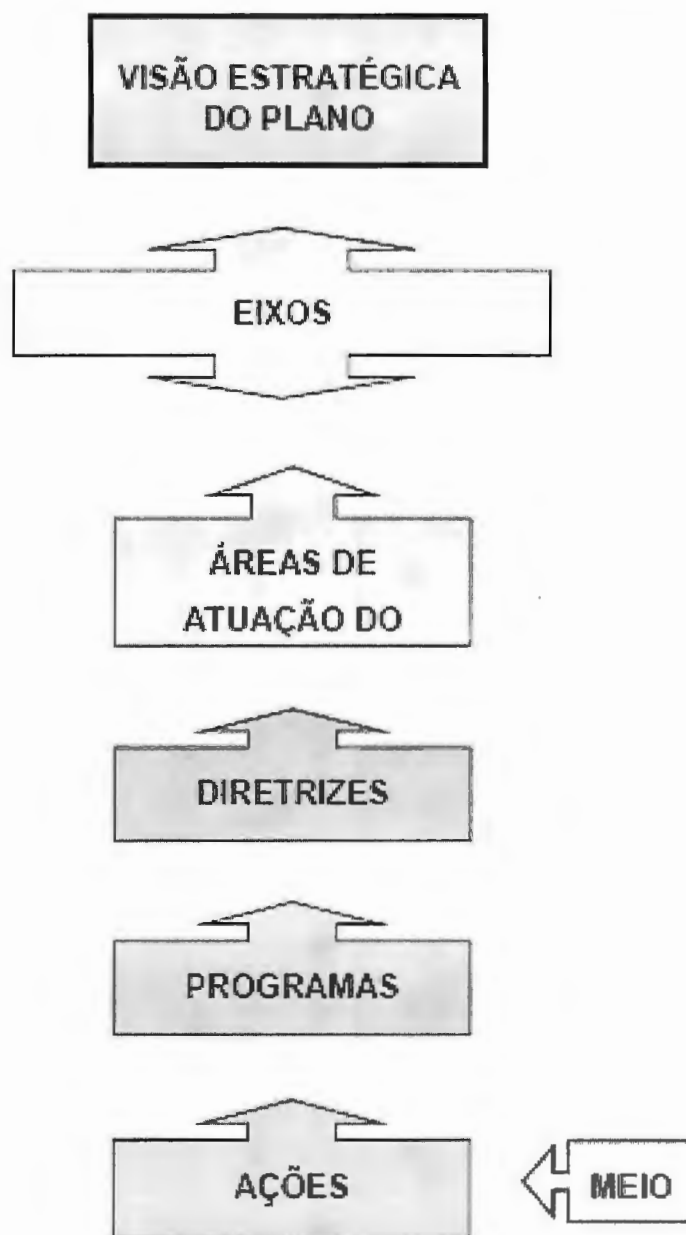 VISÃO ESTRATÉGICA
DO PLANO
EIXOS
ÁREAS DE
ATUAÇÃO DO
DIRETRIZES
PROGRAMAS
AÇÕES
MEIO